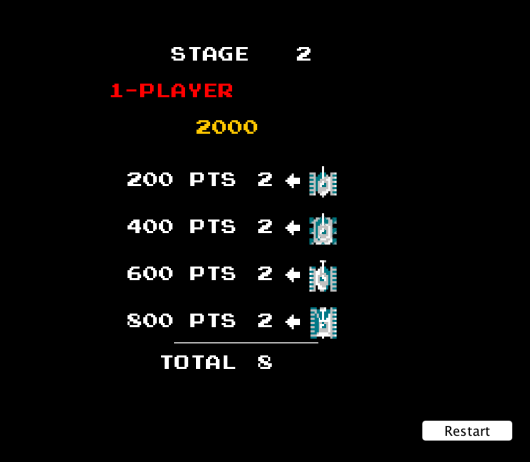 STAGE 2
1-PLAYER
2000
200 PTS 2
400 PTS 2
600 PTS 2
800 PTS 2
TOTAL 8
Restart